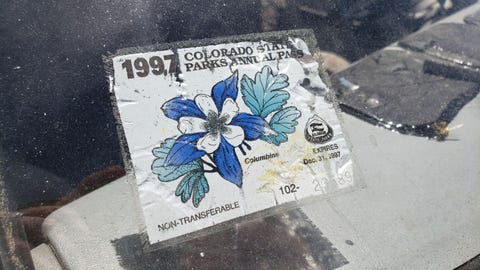 1997 COLORADO STATE
PARKS ANNUAL PASS
Columbine
EXPIRES
Dec. 31, 1997
102-
NON-TRANSFERABLE